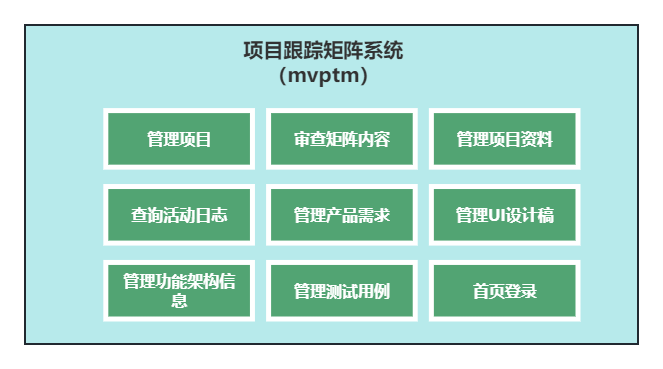 项目跟踪矩阵系统
（mvptm）
管理项目
审查矩阵内容
管理项目资料
查询活动日志
管理产品需求
管理UI设计稿
管理功能架构信
息
管理测试用例
首页登录